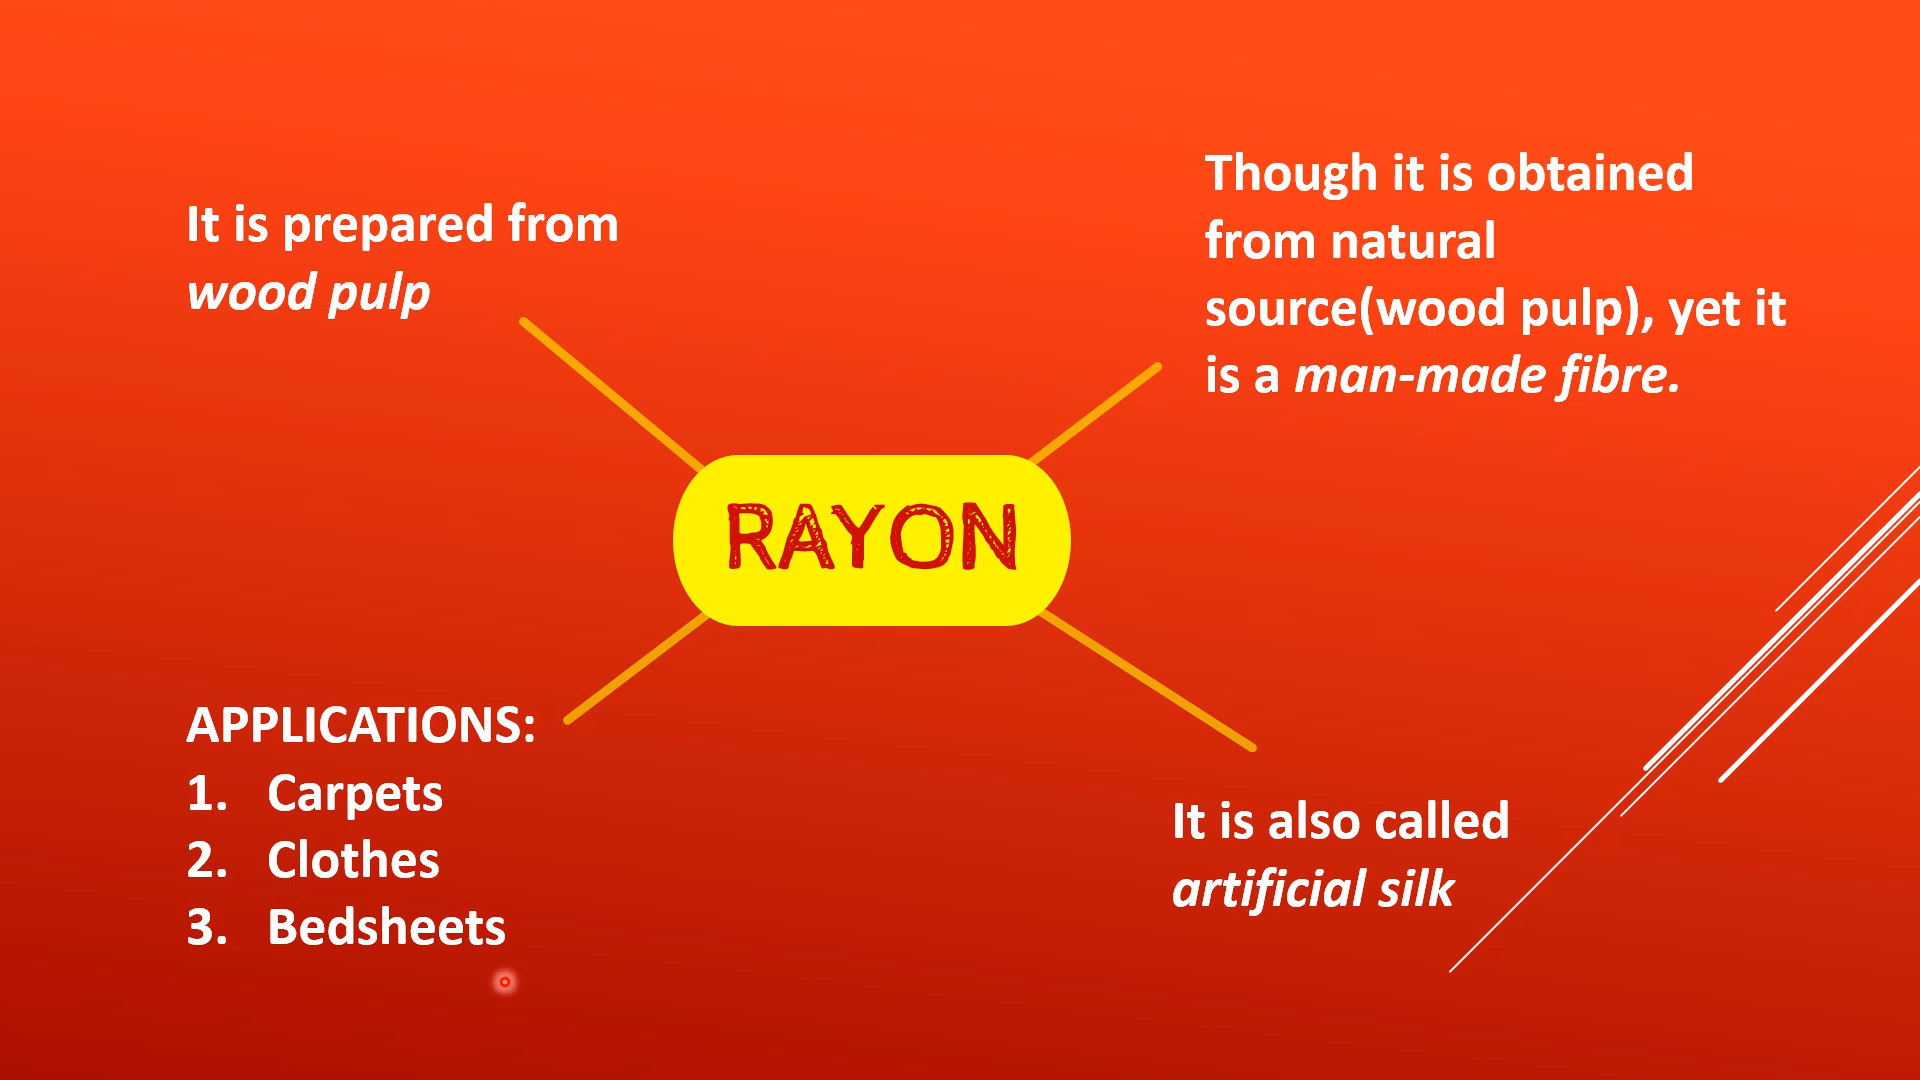 It is prepared from
wood pulp
Though it is obtained
from natural
source(wood pulp), yet it
is a man-made fibre.
RAYON
APPLICATIONS:
1. Carpets
2. Clothes
3. Bedsheets
It is also called
artificial silk